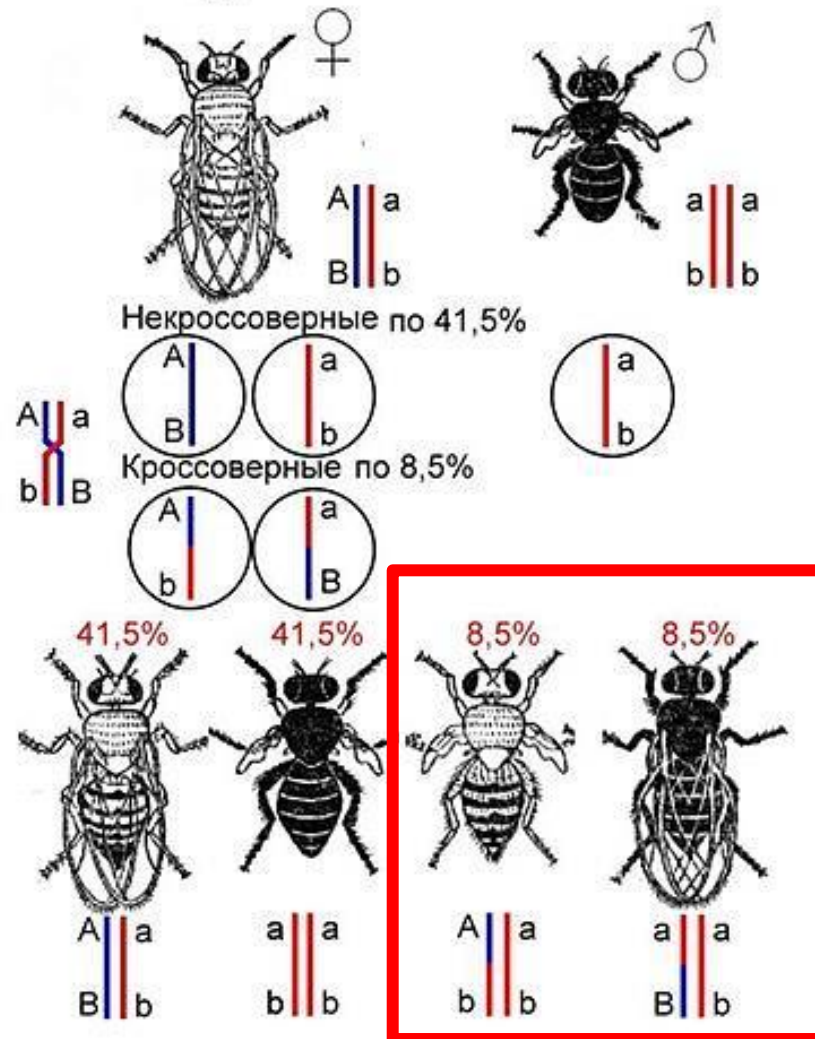 ♀ ♂
A a a a
B b b b
Некроссоверные по 41,5%
A a a
B b b
A a
b B
Кроссоверные по 8,5%
A a
b B
41,5% 41,5% 8,5% 8,5%
A a a a A a a a
B b b b b b B b